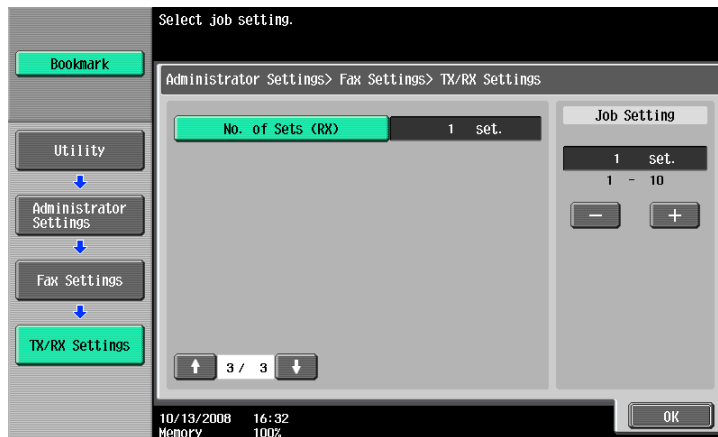 Select job setting.
Bookmark
Administrator Settings> Fax Settings> TX/RX Settings
No. of Sets (RX)
1 set.
Job Setting
1 set.
1 - 10
− +
Utility
Administrator
Settings
Fax Settings
TX/RX Settings
3/ 3
OK
10/13/2008 16:32
Memory 100%